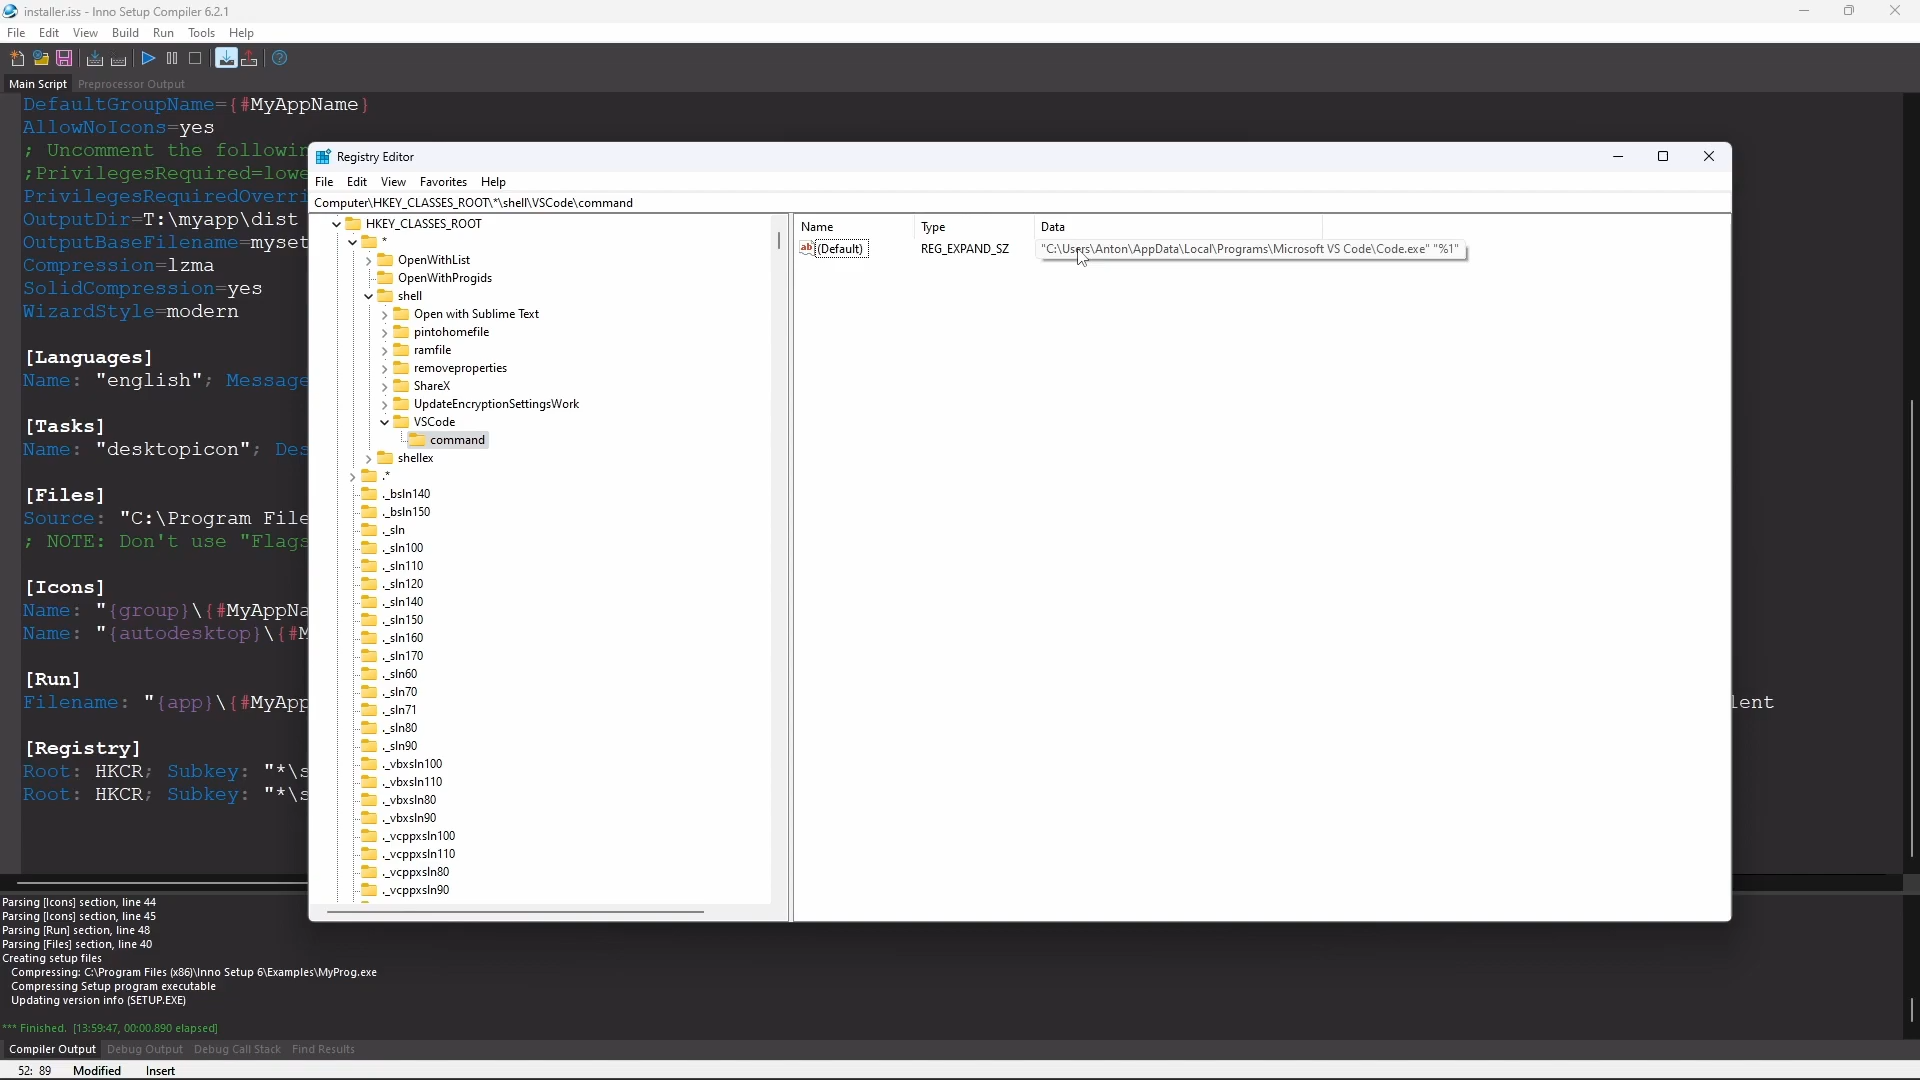 installer.iss - Inno Setup Compiler 6.2.1
File Edit View Build Run Tools Help
Main Script Preprocessor Output
DefaultGroupName={#MyAppName}
AllowNoIcons=yes
; Uncomment the followin
;PrivilegesRequired=lowe
PrivilegesRequiredOverri
OutputDir=T:\myapp\dist
OutputBaseFilename=myset
Compression=lzma
SolidCompression=yes
WizardStyle=modern
[Languages]
Name: "english"; Message
[Tasks]
Name: "desktopicon"; Des
[Files]
Source: "C:\Program File
; NOTE: Don't use "Flags
[Icons]
Name: "{group}\{#MyAppNa
Name: "{autodesktop}\{#M
[Run]
Filename: "{app}\{#MyApp
lent
[Registry]
Root: HKCR; Subkey: "*\s
Root: HKCR; Subkey: "*\s
Registry Editor
File Edit View Favorites Help
Computer\HKEY_CLASSES_ROOT\*\shell\VSCode\command
HKEY_CLASSES_ROOT
*
OpenWithList
OpenWithProgids
shell
Open with Sublime Text
pintohomefile
ramfile
removeproperties
ShareX
UpdateEncryptionSettingsWork
VSCode
command
shellex
.*
._bsln140
._bsln150
._sln
._sln100
._sln110
._sln120
._sln140
._sln150
._sln160
._sln170
._sln60
._sln70
._sln71
._sln80
._sln90
._vbxsln100
._vbxsln110
._vbxsln80
._vbxsln90
._vcppxsln100
._vcppxsln110
._vcppxsln80
._vcppxsln90
Name Type Data
ab (Default) REG_EXPAND_SZ "C:\Users\Anton\AppData\Local\Programs\Microsoft VS Code\Code.exe" "%1"
Parsing [Icons] section, line 44
Parsing [Icons] section, line 45
Parsing [Run] section, line 48
Parsing [Files] section, line 40
Creating setup files
Compressing: C:\Program Files (x86)\Inno Setup 6\Examples\MyProg.exe
Compressing Setup program executable
Updating version info (SETUP.EXE)
*** Finished. [13:59:47, 00:00.890 elapsed]
Compiler Output Debug Output Debug Call Stack Find Results
52: 89 Modified Insert